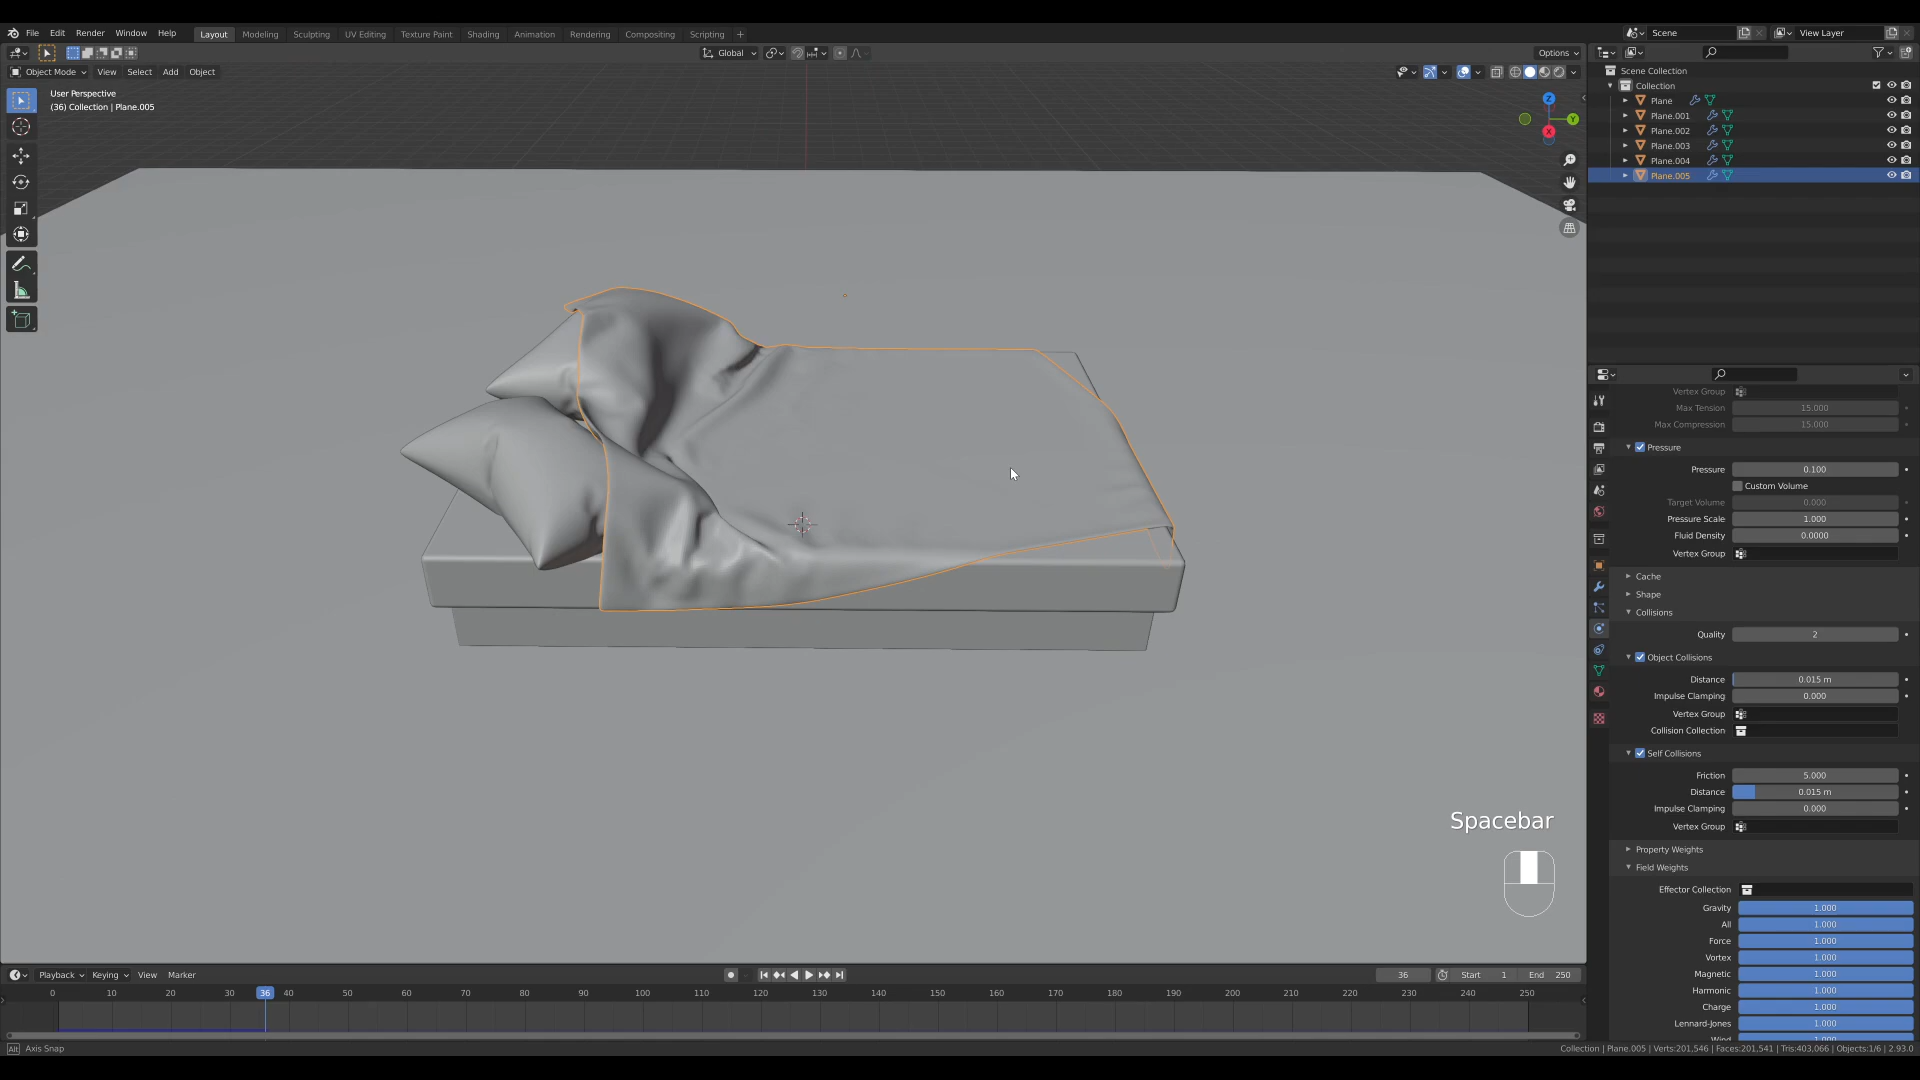 File Edit Render Window Help Layout Modeling Sculpting UV Editing Texture Paint Shading Animation Rendering Compositing Scripting + Scene View Layer
Global Options
Object Mode View Select Add Object
User Perspective
(36) Collection | Plane.005
Z
Y
X
Scene Collection
Collection
Plane
Plane.001
Plane.002
Plane.003
Plane.004
Plane.005
Vertex Group
Max Tension 15.000
Max Compression 15.000
Pressure
Pressure 0.100
Custom Volume
Target Volume 0.000
Pressure Scale 1.000
Fluid Density 0.0000
Vertex Group
Cache
Shape
Collisions
Quality 2
Object Collisions
Distance 0.015 m
Impulse Clamping 0.000
Vertex Group
Collision Collection
Self Collisions
Friction 5.000
Distance 0.015 m
Impulse Clamping 0.000
Vertex Group
Property Weights
Field Weights
Effector Collection
Gravity 1.000
All 1.000
Force 1.000
Vortex 1.000
Magnetic 1.000
Harmonic 1.000
Charge 1.000
Lennard-Jones 1.000
Wind 1.000
Spacebar
Playback Keying View Marker 36 Start 1 End 250
0 10 20 30 36 40 50 60 70 80 90 100 110 120 130 140 150 160 170 180 190 200 210 220 230 240 250
Alt Axis Snap
Collection | Plane.005 | Verts:201,546 | Faces:201,541 | Tris:403,066 | Objects:1/6 | 2.93.0